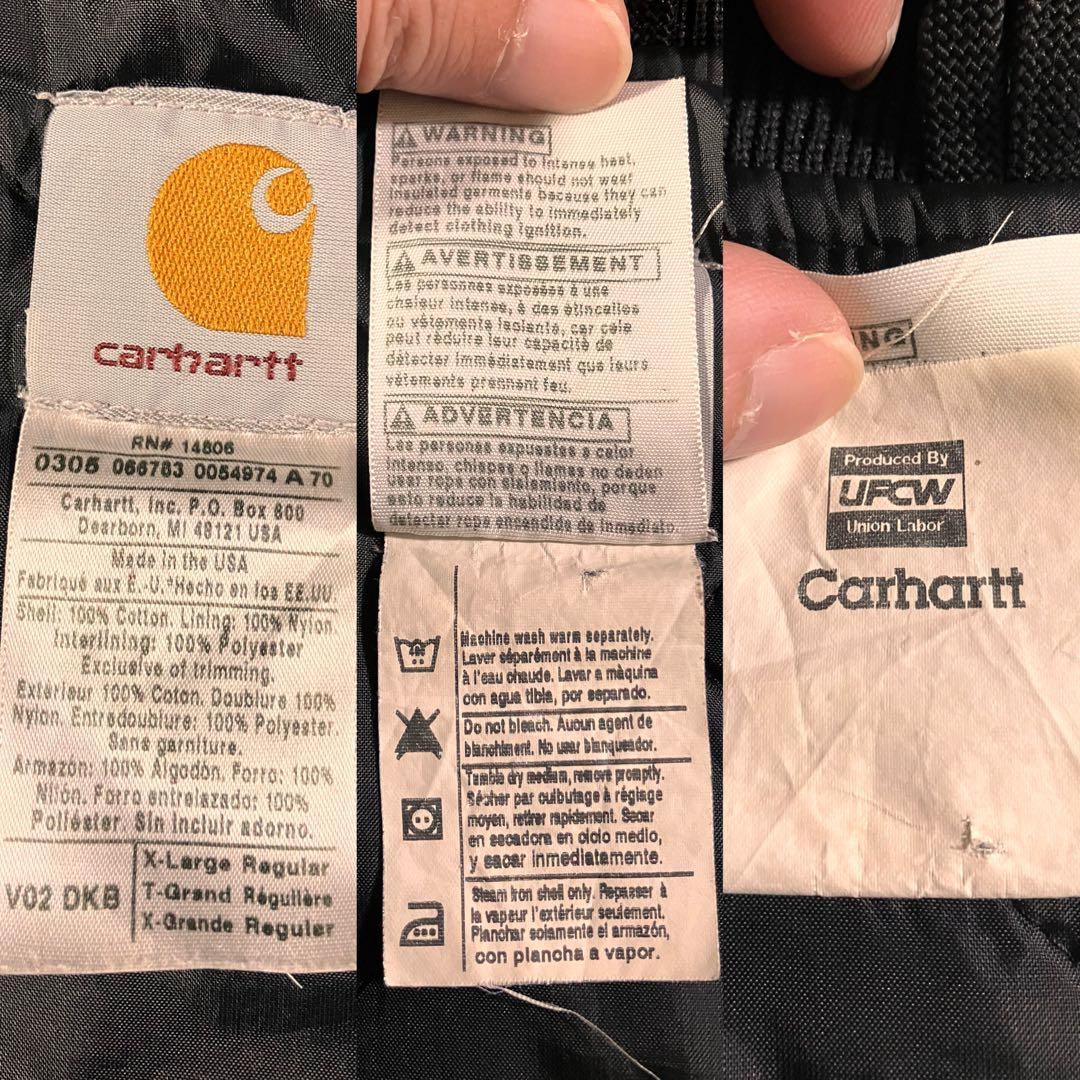 carhartt
RN# 14806
0305 066783 0054974 A 70
Carhartt, Inc. P.O. Box 600
Dearborn, MI 48121 USA
Made in the USA
Fabriqué aux É.-U.*Hecho en los EE.UU.
Shell: 100% Cotton. Lining: 100% Nylon.
Interlining: 100% Polyester
Exclusive of trimming.
Extérieur 100% Coton. Doublure 100%
Nylon. Entredoublure: 100% Polyester
Sans garniture.
Armazón: 100% Algodón. Forro: 100%
Nilon. Forro entrelazado: 100%
Poliéster Sin incluir adorno.
V02 DKB
X-Large Regular
T-Grand Régulière
X-Grande Regular
WARNING
Persons exposed to intense heat,
sparks, or flame should not wear
insulated garments because they can
reduce the ability to immediately
detect clothing ignition.
AVERTISSEMENT
Les personnes exposées à une
chaleur intense, à des étincelles
ou vêtements isolants, car cela
peut réduire leur capacité de
détecter immédiatement que leurs
vêtements prennent feu.
ADVERTENCIA
Las personas expuestas a calor
intenso, chispas o llamas no deden
usar ropa con aislamiento, porque
esto reduce la habilidad de
detectar ropa encendida de inmediato.
Machine wash warm separately.
Laver séparément à la machine
à l'eau chaude. Lavar a màquina
con agua tibia, por separado.
Do not bleach. Aucun agent de
blanchiment. No usar blanqueador.
Tumble dry medium, remove promptly.
Sécher par culbutage à réglage
moyen, retirer rapidement. Secar
en secadora en ciclo medio,
y sacar inmediatamente.
Steam iron shell only. Repasser à
la vapeur l'extérieur seulement.
Planchar solamente el armazón,
con plancha a vapor.
NG
Produced By
UFCW
Union Labor
Carhartt